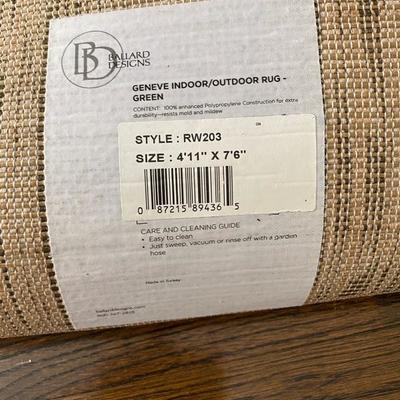 BD
BALLARD
DESIGNS
GENEVE INDOOR/OUTDOOR RUG -
GREEN
CONTENT: 100% enhanced Polypropylene Construction for extra
durability—resists mold and mildew
STYLE : RW203
SIZE : 4'11" X 7'6"
0 87215 89436 5
CARE AND CLEANING GUIDE
• Easy to clean
• Just sweep, vacuum or rinse off with a garden
hose
Made in Turkey
ballarddesigns.com